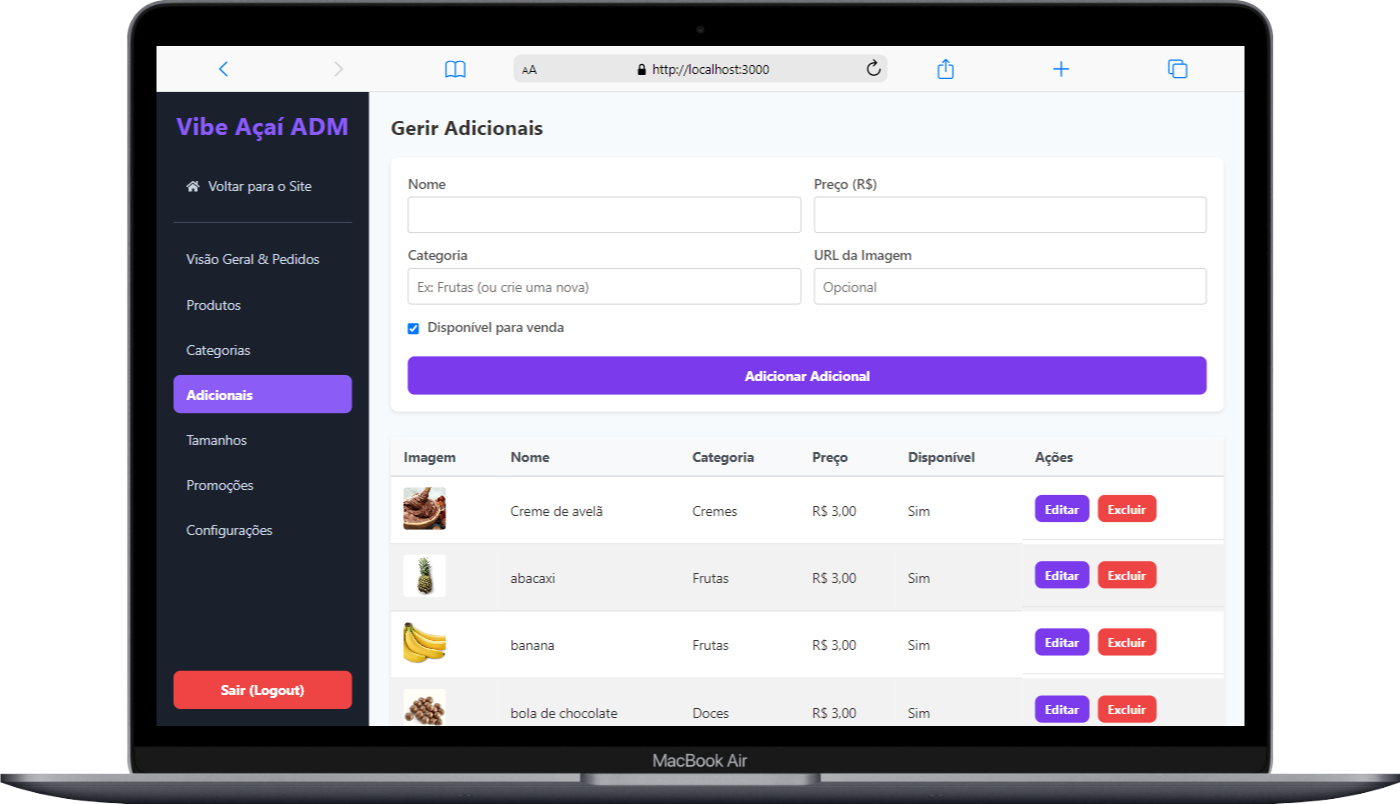 AA http://localhost:3000
Vibe Açaí ADM
Voltar para o Site
Visão Geral & Pedidos
Produtos
Categorias
Adicionais
Tamanhos
Promoções
Configurações
Sair (Logout)
Gerir Adicionais
Nome Preço (R$)
Categoria URL da Imagem
Ex: Frutas (ou crie uma nova) Opcional
Disponível para venda
Adicionar Adicional
Imagem Nome Categoria Preço Disponível Ações
Creme de avelã Cremes R$ 3,00 Sim Editar Excluir
abacaxi Frutas R$ 3,00 Sim Editar Excluir
banana Frutas R$ 3,00 Sim Editar Excluir
bola de chocolate Doces R$ 3,00 Sim Editar Excluir
MacBook Air